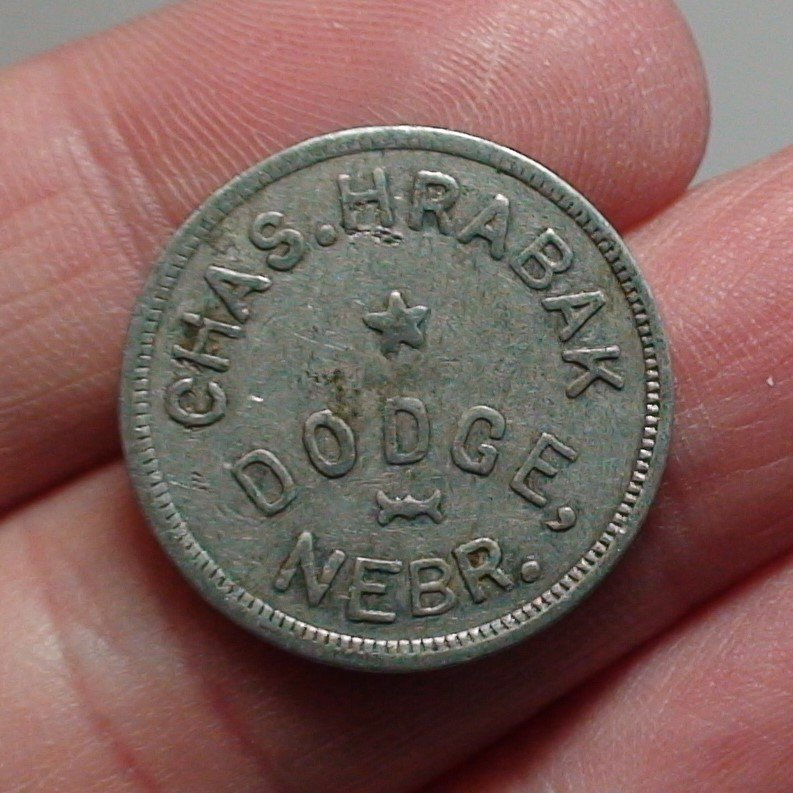 CHAS. HRABAK
DODGE,
NEBR.